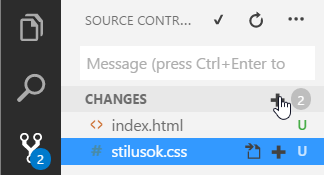 SOURCE CONTR...
Message (press Ctrl+Enter to
CHANGES 2
index.html U
# stilusok.css U
2